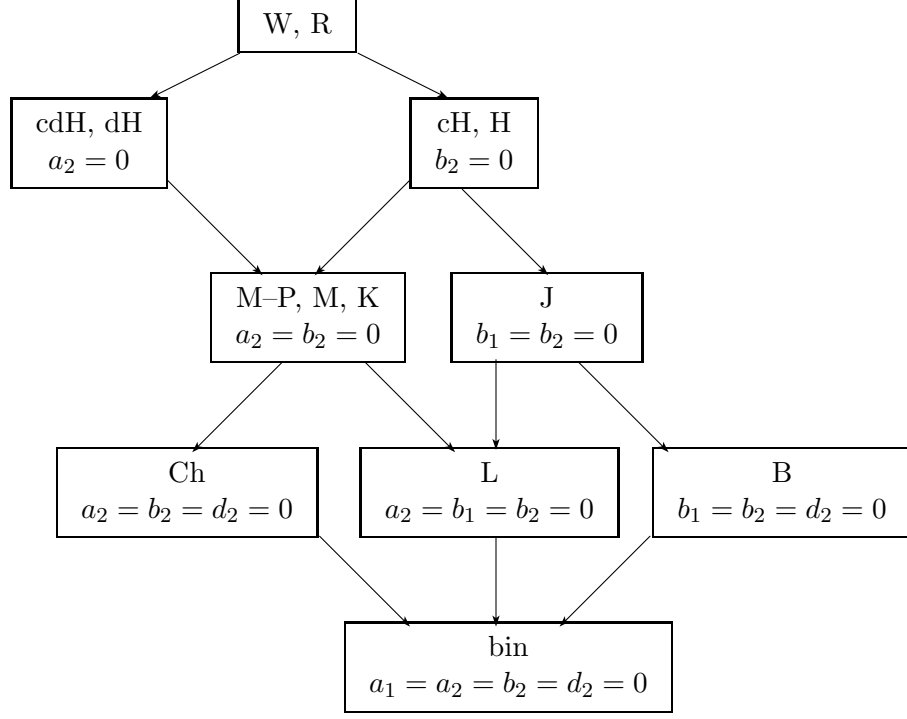 W, R
cdH, dH
a₂ = 0
cH, H
b₂ = 0
M–P, M, K
a₂ = b₂ = 0
J
b₁ = b₂ = 0
Ch
a₂ = b₂ = d₂ = 0
L
a₂ = b₁ = b₂ = 0
B
b₁ = b₂ = d₂ = 0
bin
a₁ = a₂ = b₂ = d₂ = 0